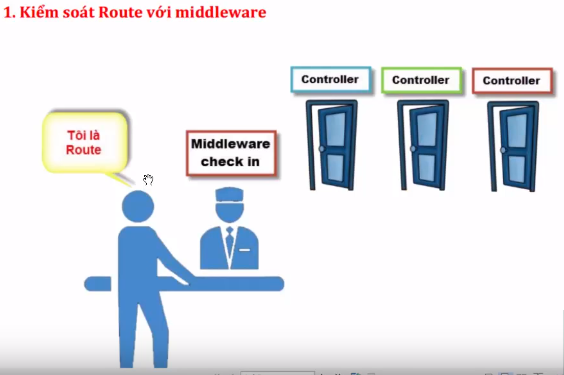 1. Kiểm soát Route với middleware
Controller
Controller
Controller
Tôi là
Route
Middleware
check in